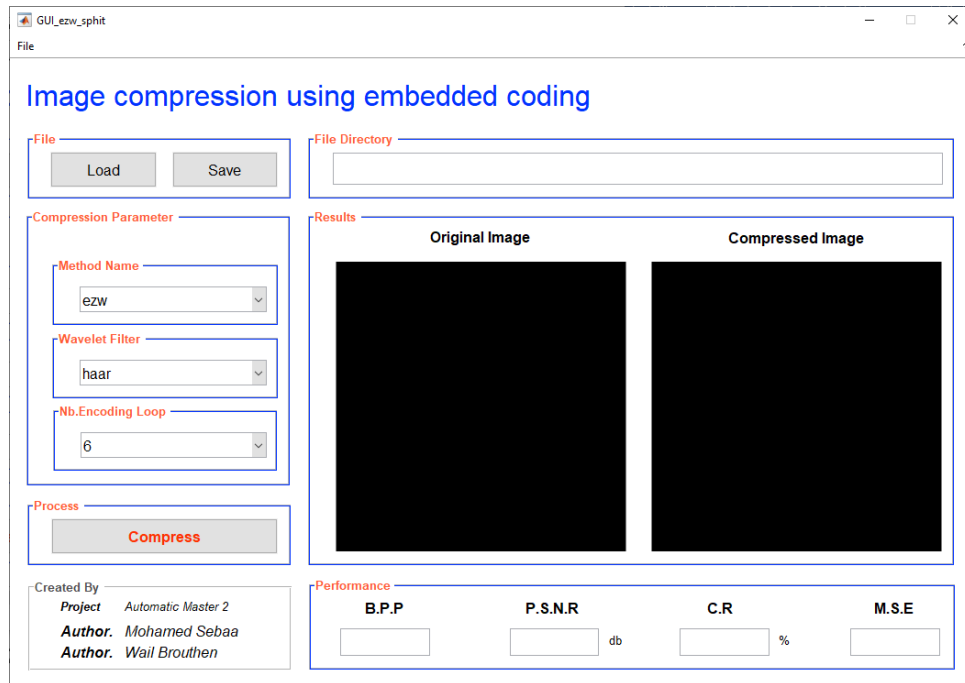 GUI_ezw_sphit
File
Image compression using embedded coding
File
Load
Save
File Directory
Compression Parameter
Method Name
ezw
Wavelet Filter
haar
Nb.Encoding Loop
6
Results
Original Image
Compressed Image
Process
Compress
Created By
Project Automatic Master 2
Author. Mohamed Sebaa
Author. Wail Brouthen
Performance
B.P.P P.S.N.R C.R M.S.E
db %